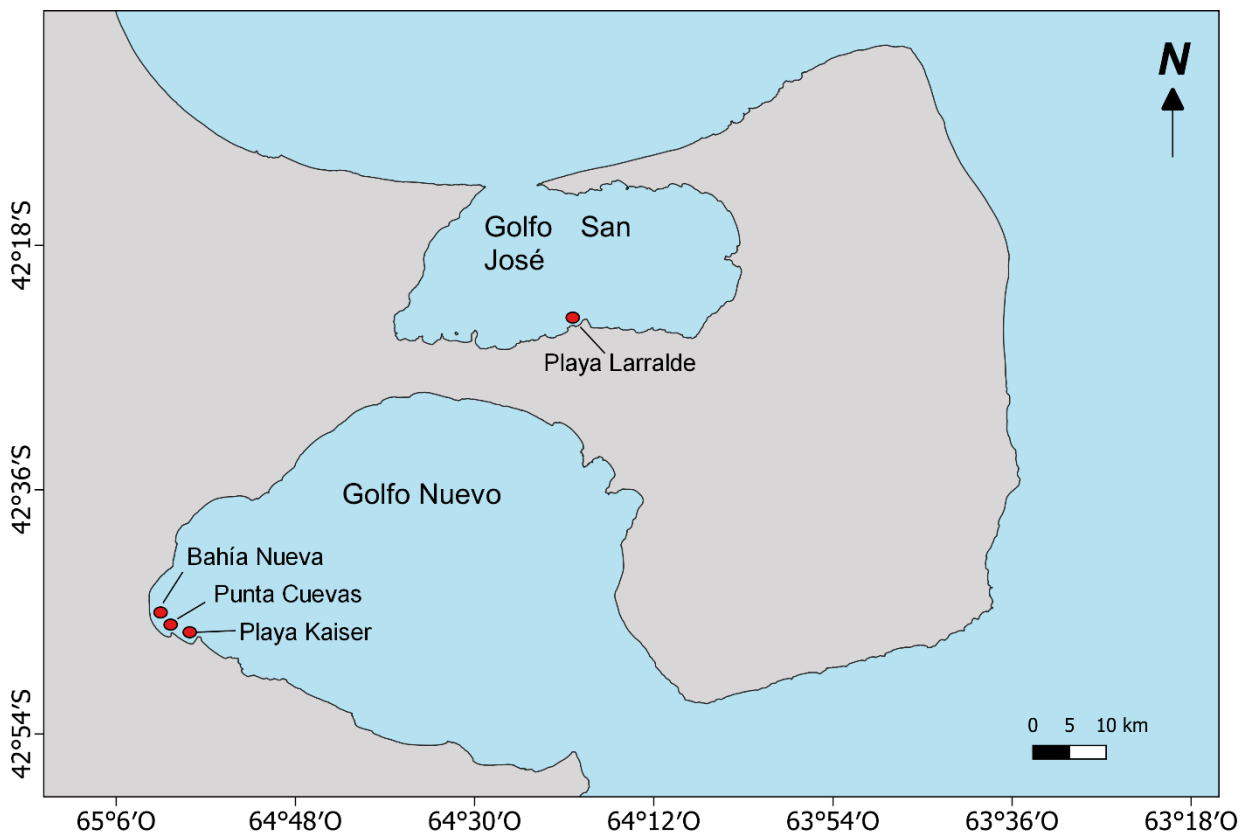 N
Golfo San
José
Playa Larralde
Golfo Nuevo
Bahía Nueva
Punta Cuevas
Playa Kaiser
0 5 10 km
42°18'S
42°36'S
42°54'S
65°6'O 64°48'O 64°30'O 64°12'O 63°54'O 63°36'O 63°18'O